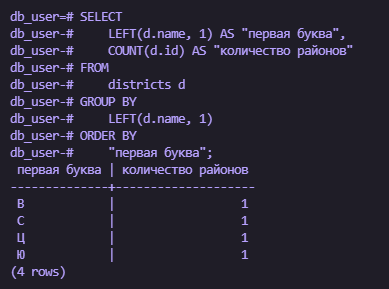 db_user=# SELECT
db_user-#     LEFT(d.name, 1) AS "первая буква",
db_user-#     COUNT(d.id) AS "количество районов"
db_user-# FROM
db_user-#     districts d
db_user-# GROUP BY
db_user-#     LEFT(d.name, 1)
db_user-# ORDER BY
db_user-#     "первая буква";
 первая буква | количество районов
--------------+--------------------
 В            |                  1
 С            |                  1
 Ц            |                  1
 Ю            |                  1
(4 rows)